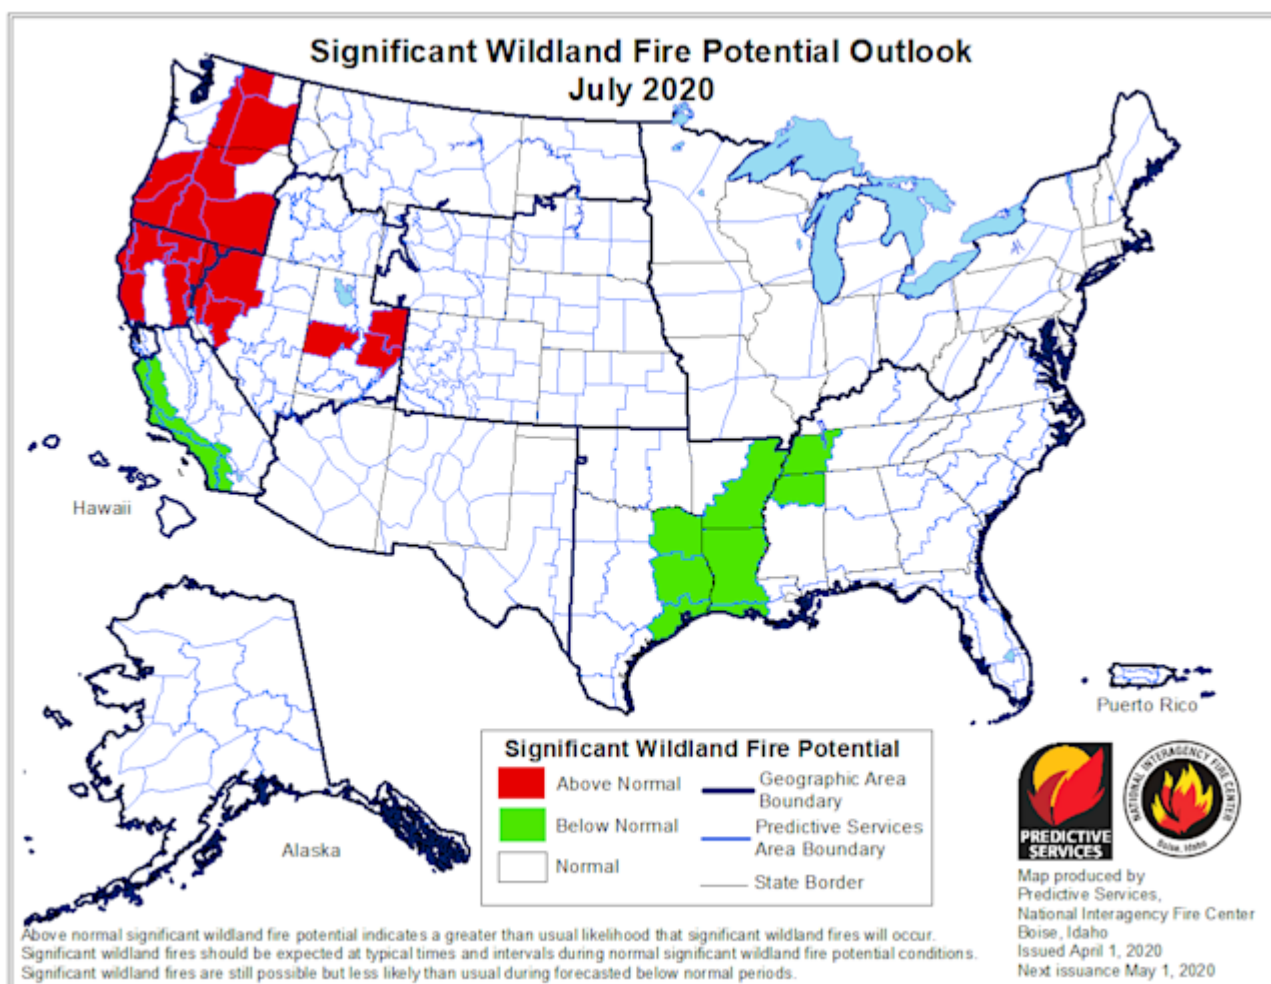 Significant Wildland Fire Potential Outlook
July 2020
Hawaii
Alaska
Puerto Rico
Significant Wildland Fire Potential
Above Normal
Below Normal
Normal
Geographic Area
Boundary
Predictive Services
Area Boundary
State Border
PREDICTIVE
SERVICES
NATIONAL INTERAGENCY FIRE CENTER
Boise, Idaho
Map produced by
Predictive Services,
National Interagency Fire Center
Boise, Idaho
Issued April 1, 2020
Next issuance May 1, 2020
Above normal significant wildland fire potential indicates a greater than usual likelihood that significant wildland fires will occur.
Significant wildland fires should be expected at typical times and intervals during normal significant wildland fire potential conditions.
Significant wildland fires are still possible but less likely than usual during forecasted below normal periods.